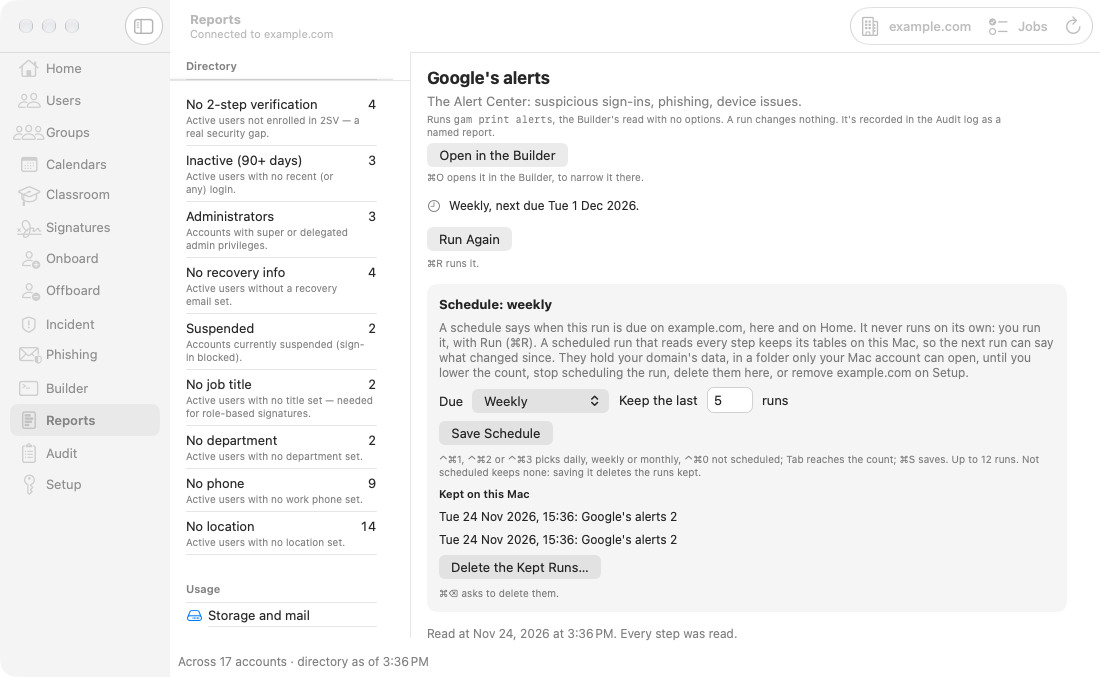 Reports
Connected to example.com
example.com
Jobs
Home
Users
Groups
Calendars
Classroom
Signatures
Onboard
Offboard
Incident
Phishing
Builder
Reports
Audit
Setup
Directory
No 2-step verification 4
Active users not enrolled in 2SV — a
real security gap.
Inactive (90+ days) 3
Active users with no recent (or
any) login.
Administrators 3
Accounts with super or delegated
admin privileges.
No recovery info 4
Active users without a recovery
email set.
Suspended 2
Accounts currently suspended (sign-
in blocked).
No job title 2
Active users with no title set — needed
for role-based signatures.
No department 2
Active users with no department set.
No phone 9
Active users with no work phone set.
No location 14
Active users with no location set.
Usage
Storage and mail
Across 17 accounts · directory as of 3:36 PM
Google's alerts
The Alert Center: suspicious sign-ins, phishing, device issues.
Runs gam print alerts, the Builder's read with no options. A run changes nothing. It's recorded in the Audit log as a
named report.
Open in the Builder
⌘O opens it in the Builder, to narrow it there.
Weekly, next due Tue 1 Dec 2026.
Run Again
⌘R runs it.
Schedule: weekly
A schedule says when this run is due on example.com, here and on Home. It never runs on its own: you run
it, with Run (⌘R). A scheduled run that reads every step keeps its tables on this Mac, so the next run can say
what changed since. They hold your domain's data, in a folder only your Mac account can open, until you
lower the count, stop scheduling the run, delete them here, or remove example.com on Setup.
Due Weekly Keep the last 5 runs
Save Schedule
⌃⌘1, ⌃⌘2 or ⌃⌘3 picks daily, weekly or monthly, ⌃⌘0 not scheduled; Tab reaches the count; ⌘S saves. Up to 12 runs. Not
scheduled keeps none: saving it deletes the runs kept.
Kept on this Mac
Tue 24 Nov 2026, 15:36: Google's alerts 2
Tue 24 Nov 2026, 15:36: Google's alerts 2
Delete the Kept Runs...
⌘⌫ asks to delete them.
Read at Nov 24, 2026 at 3:36 PM. Every step was read.